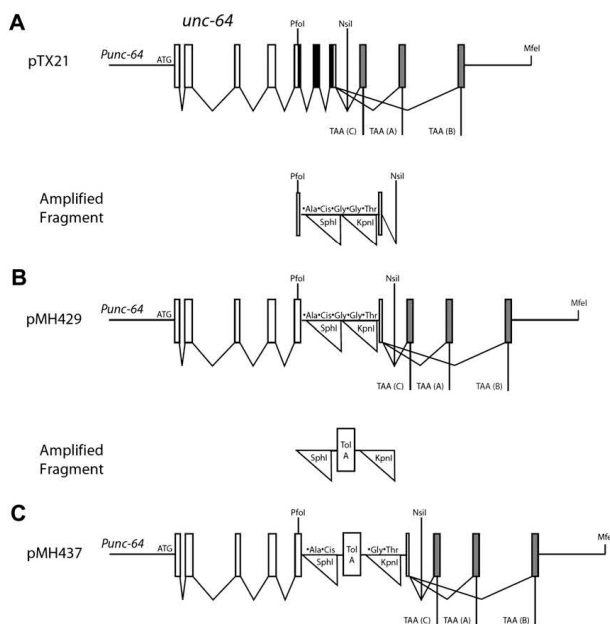 A
unc-64
PfoI NsiI
Punc-64 ATG MfeI
pTX21
TAA (C) TAA (A) TAA (B)
PfoI NsiI
Amplified
Fragment
•Ala•Cis•Gly•Gly•Thr
SphI KpnI
B
PfoI NsiI
Punc-64 ATG MfeI
pMH429
•Ala•Cis•Gly•Gly•Thr
SphI KpnI
TAA (C) TAA (A) TAA (B)
Amplified
Fragment
Tol
A
SphI KpnI
C
PfoI NsiI
Punc-64 ATG Mfe
pMH437
•Ala•Cis Tol
A •Gly•Thr
SphI KpnI
TAA (C) TAA (A) TAA (B)